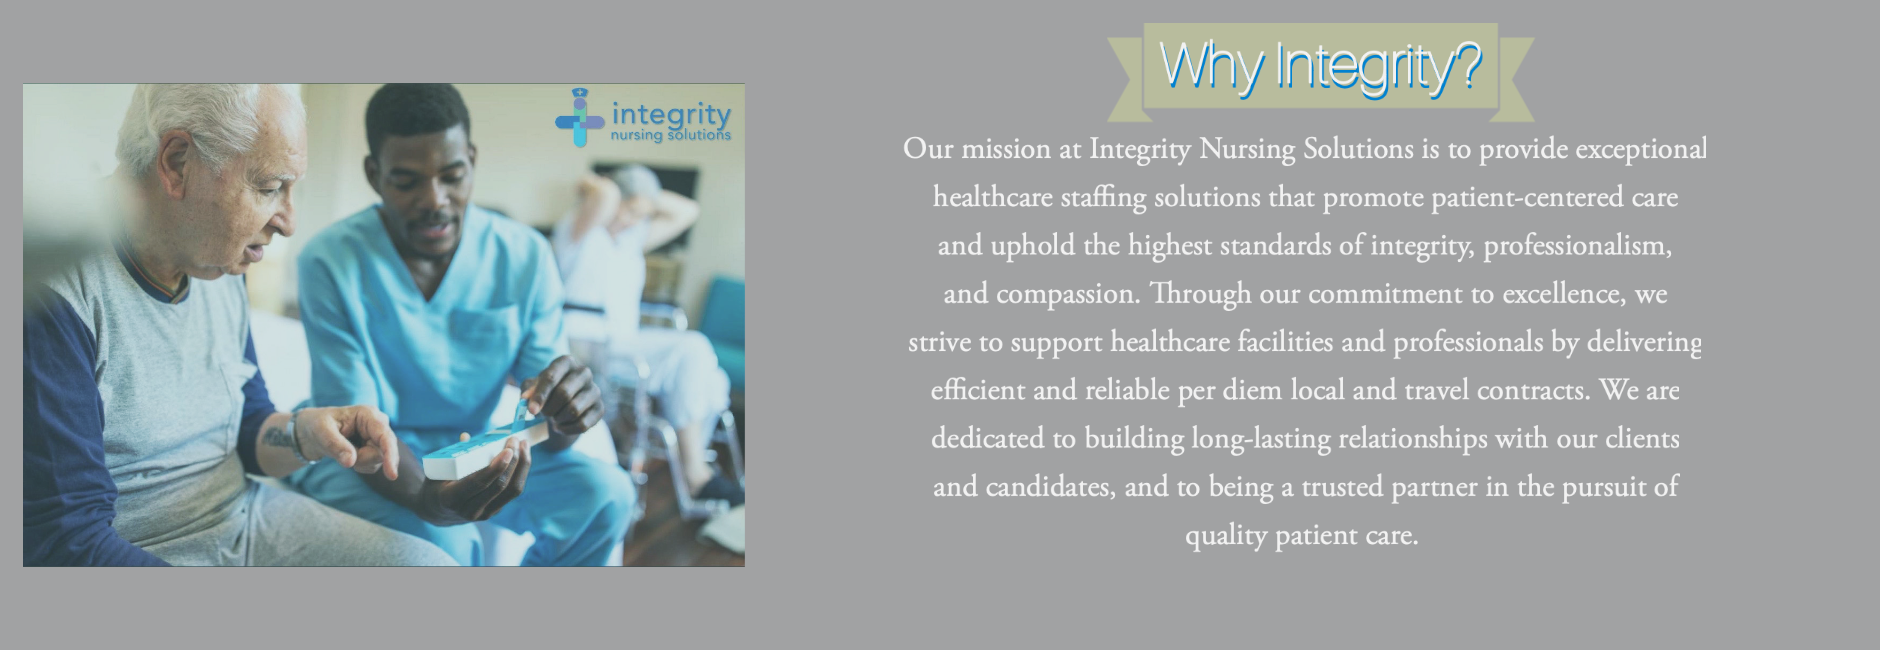 integrity
nursing solutions
Why Integrity?
Our mission at Integrity Nursing Solutions is to provide exceptional
healthcare staffing solutions that promote patient-centered care
and uphold the highest standards of integrity, professionalism,
and compassion. Through our commitment to excellence, we
strive to support healthcare facilities and professionals by delivering
efficient and reliable per diem local and travel contracts. We are
dedicated to building long-lasting relationships with our clients
and candidates, and to being a trusted partner in the pursuit of
quality patient care.